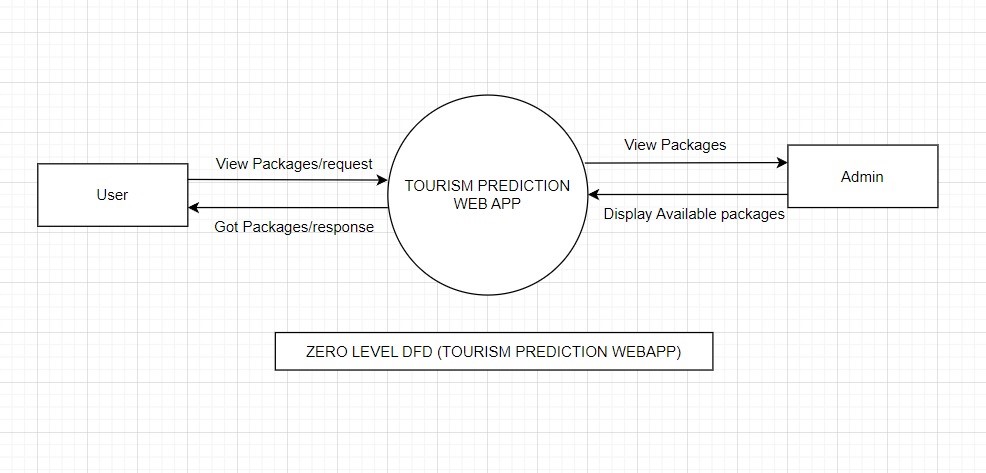 View Packages
View Packages/request
Admin
TOURISM PREDICTION
WEB APP
User
Display Available packages
Got Packages/response
ZERO LEVEL DFD (TOURISM PREDICTION WEBAPP)